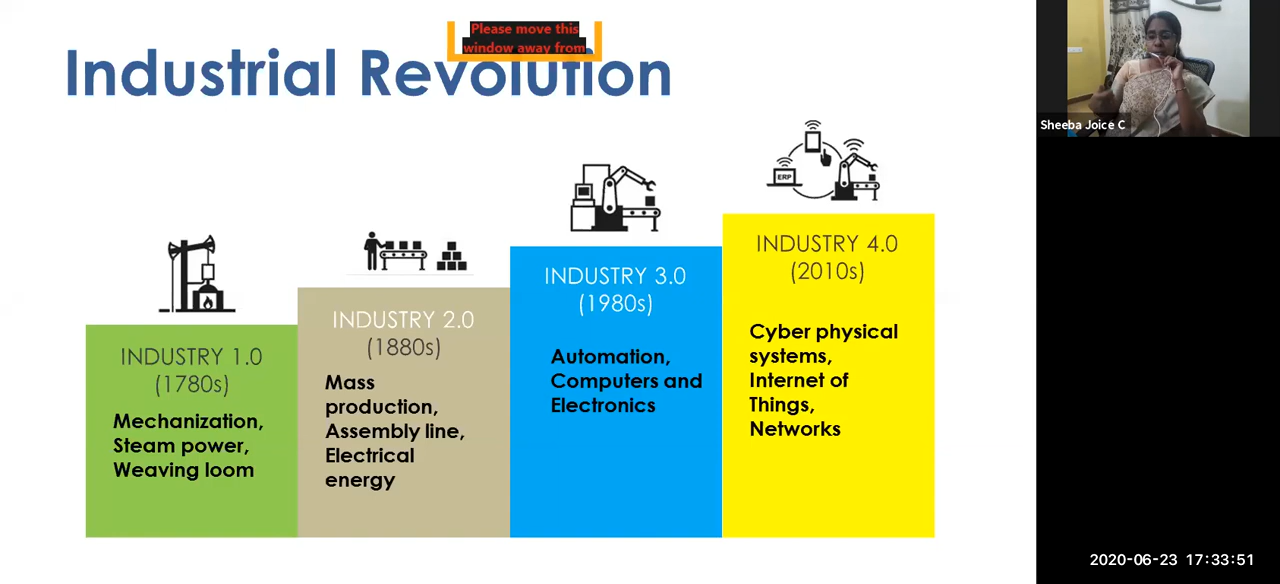 Please move this
window away from
Industrial Revolution
Sheeba Joice C
ERP
INDUSTRY 1.0
(1780s)
Mechanization,
Steam power,
Weaving loom
INDUSTRY 2.0
(1880s)
Mass
production,
Assembly line,
Electrical
energy
INDUSTRY 3.0
(1980s)
Automation,
Computers and
Electronics
INDUSTRY 4.0
(2010s)
Cyber physical
systems,
Internet of
Things,
Networks
2020-06-23 17:33:51